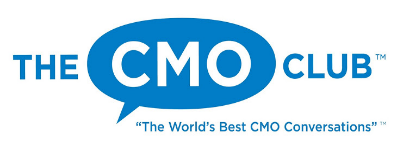 THE CMO CLUB™
“The World's Best CMO Conversations”™